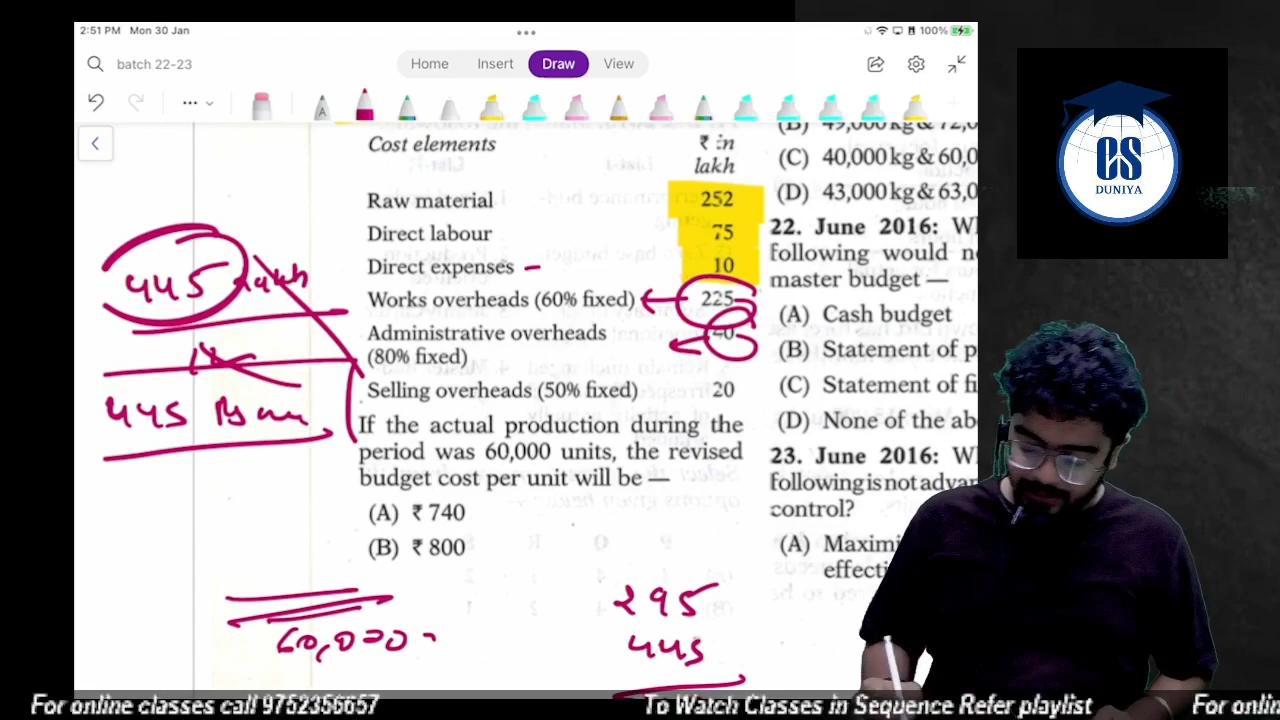 2:51 PM Mon 30 Jan
100%
batch 22-23
Home Insert Draw View
Cost elements ₹ in
lakh
Raw material 252
Direct labour 75
Direct expenses 10
Works overheads (60% fixed) 225
Administrative overheads 40
(80% fixed)
Selling overheads (50% fixed) 20
If the actual production during the
period was 60,000 units, the revised
budget cost per unit will be —
(A) ₹ 740
(B) ₹ 800
445 lakh
445
60,000
295
445
(C) 40,000 kg & 60,0
(D) 43,000 kg & 63,0
22. June 2016: Wh
following would no
master budget —
(A) Cash budget
(B) Statement of p
(C) Statement of fi
(D) None of the ab
23. June 2016: Wh
following is not advan
control?
(A) Maximi
effecti
CS
DUNIYA
For online classes call 9752356657 To Watch Classes in Sequence Refer playlist For onlin